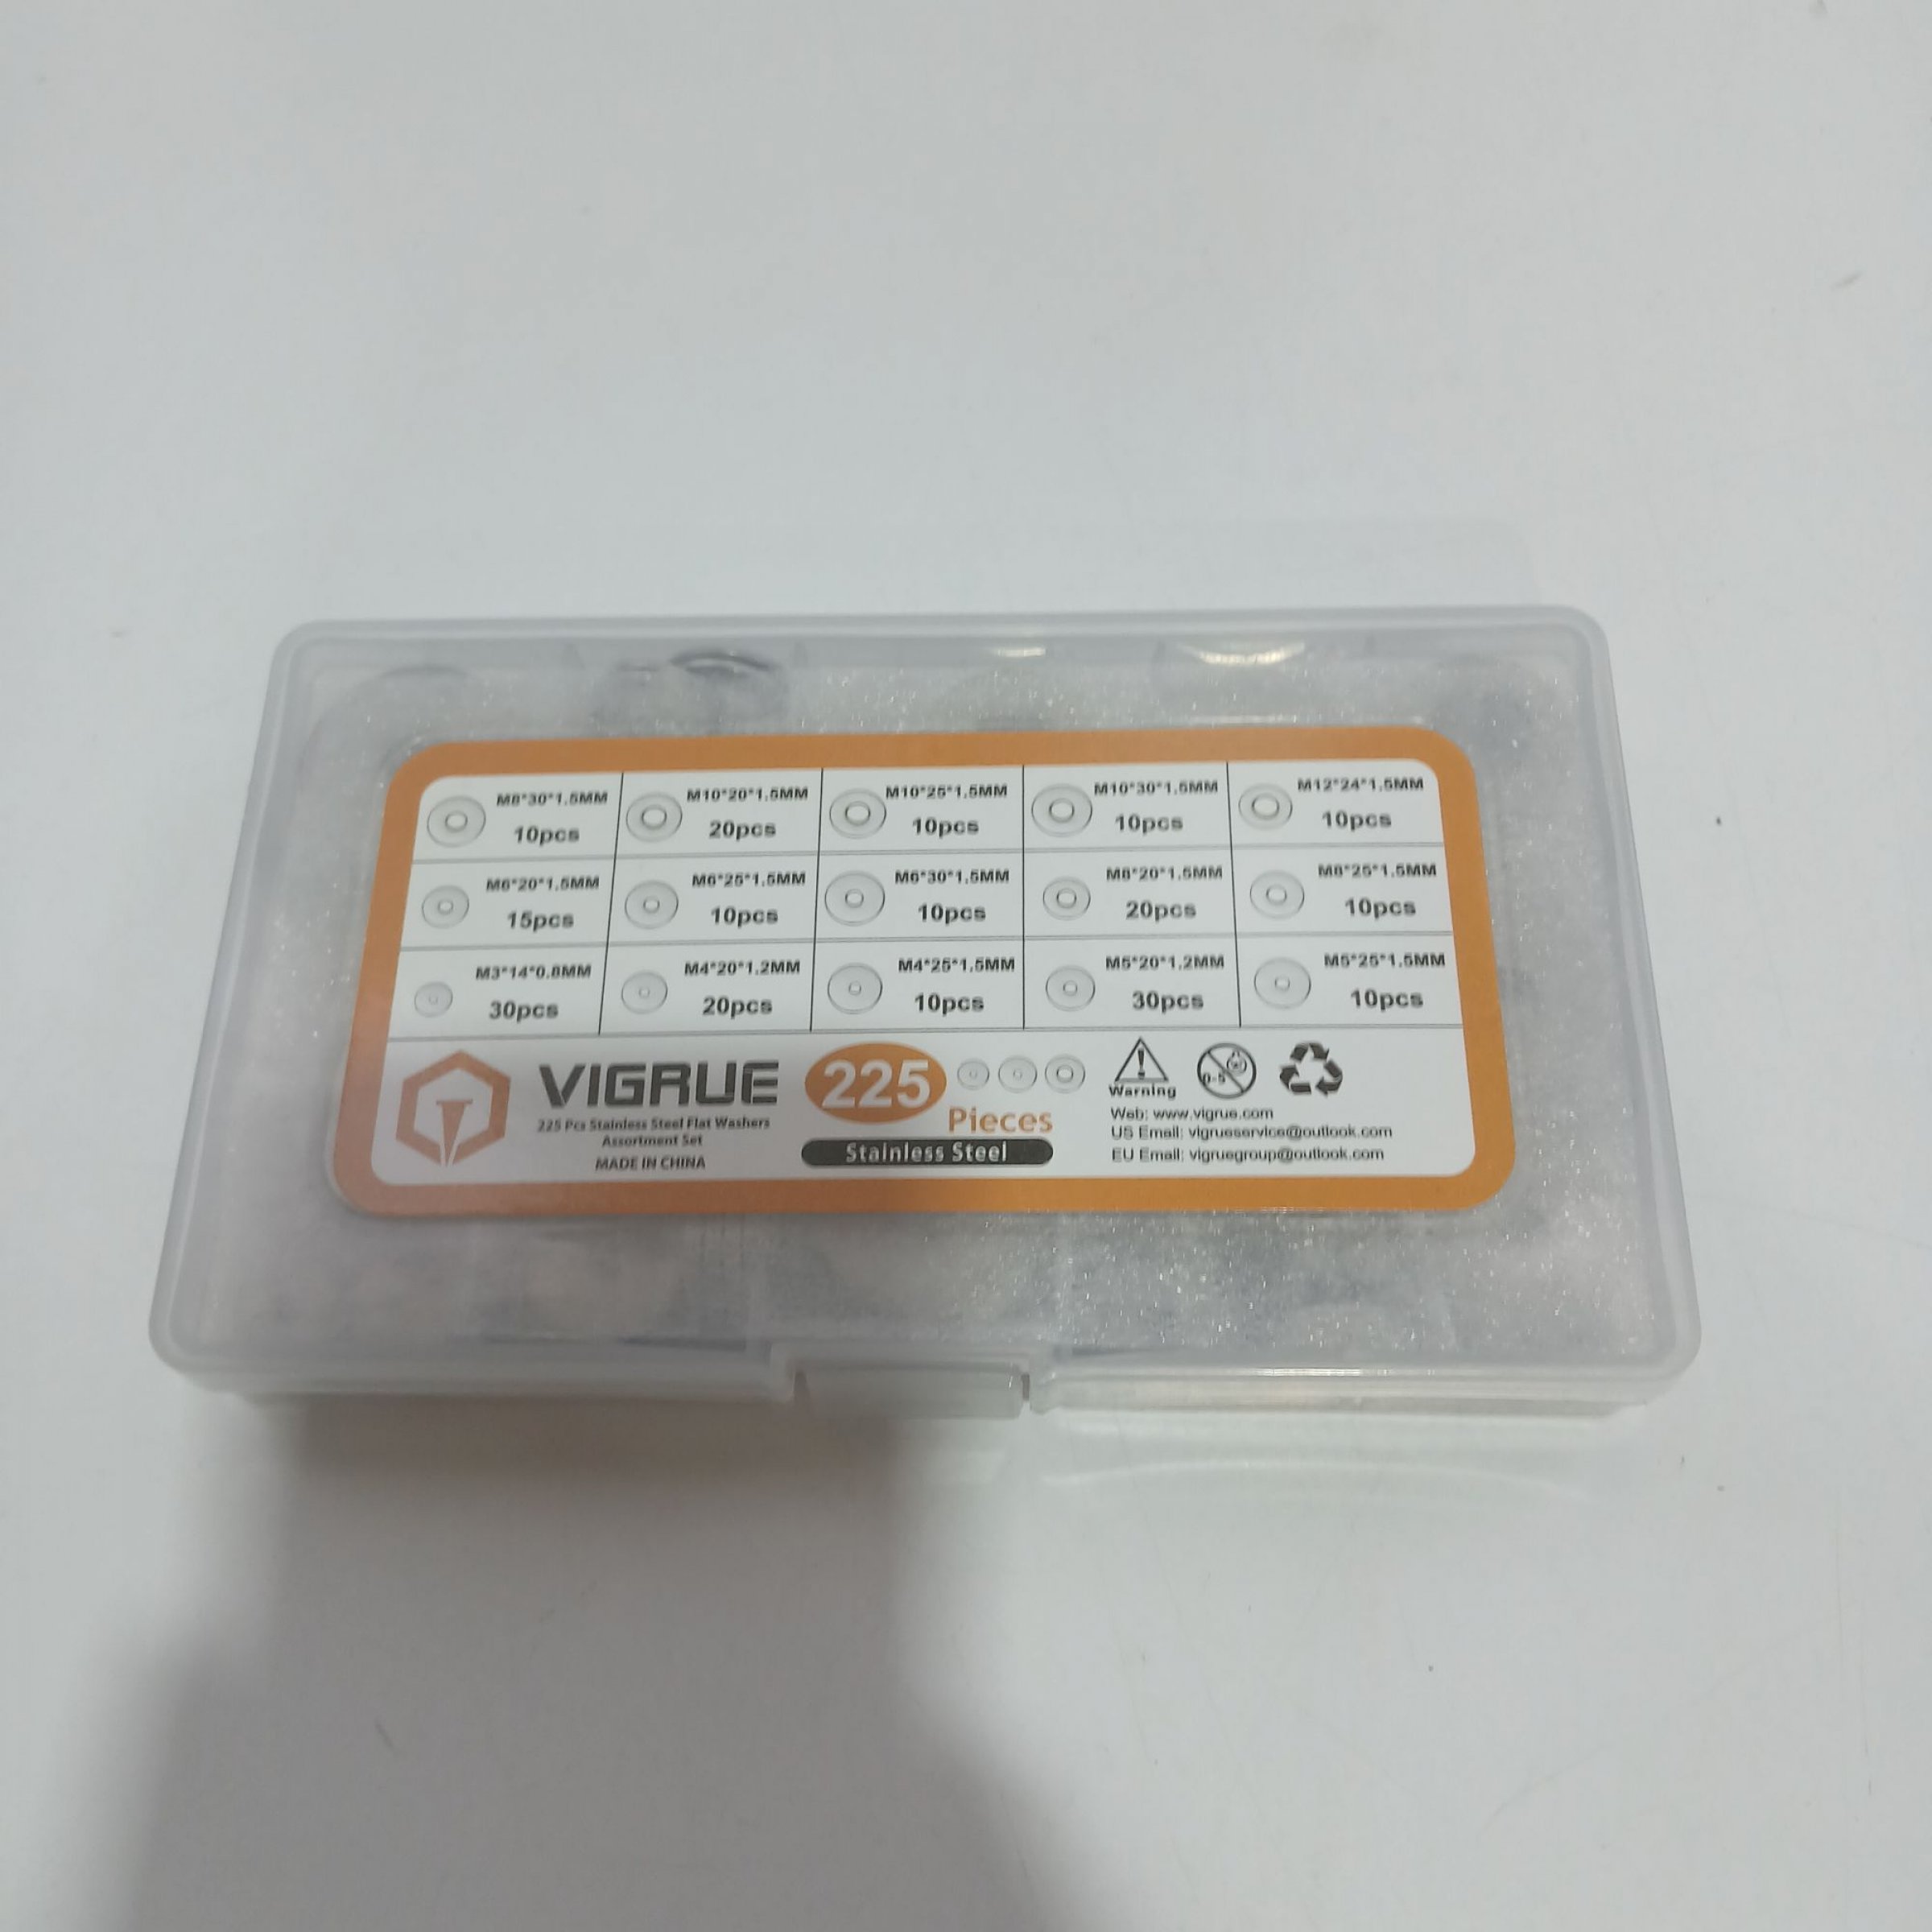 M8*30*1.5MM
10pcs
M10*20*1.5MM
20pcs
M10*25*1.5MM
10pcs
M10*30*1.5MM
10pcs
M12*24*1.5MM
10pcs
M6*20*1.5MM
15pcs
M6*25*1.5MM
10pcs
M6*30*1.5MM
10pcs
M8*20*1.5MM
20pcs
M8*25*1.5MM
10pcs
M3*14*0.8MM
30pcs
M4*20*1.2MM
20pcs
M4*25*1.5MM
10pcs
M5*20*1.2MM
30pcs
M5*25*1.5MM
10pcs
VIGRUE
225 Pcs Stainless Steel Flat Washers
Assortment Set
MADE IN CHINA
225
Pieces
Stainless Steel
Warning
0-3
Web: www.vigrue.com
US Email: vigrueservice@outlook.com
EU Email: vigruegroup@outlook.com